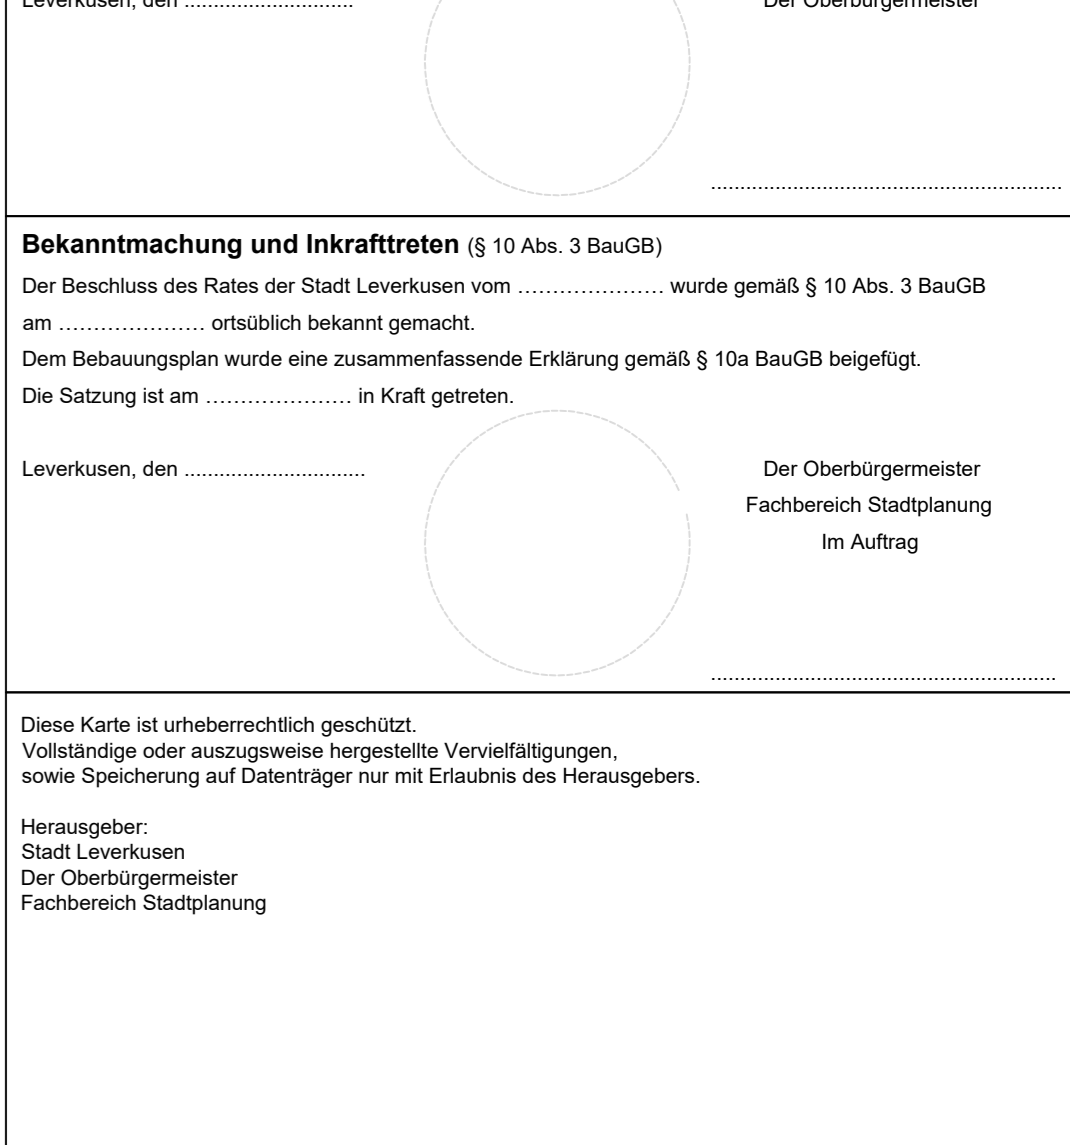 Leverkusen, den ............................. Der Oberbürgermeister
............................................................
Bekanntmachung und Inkrafttreten (§ 10 Abs. 3 BauGB)
Der Beschluss des Rates der Stadt Leverkusen vom ………………… wurde gemäß § 10 Abs. 3 BauGB
am ………………… ortsüblich bekannt gemacht.
Dem Bebauungsplan wurde eine zusammenfassende Erklärung gemäß § 10a BauGB beigefügt.
Die Satzung ist am ………………… in Kraft getreten.
Leverkusen, den ............................... Der Oberbürgermeister
Fachbereich Stadtplanung
Im Auftrag
...........................................................
Diese Karte ist urheberrechtlich geschützt.
Vollständige oder auszugsweise hergestellte Vervielfältigungen,
sowie Speicherung auf Datenträger nur mit Erlaubnis des Herausgebers.
Herausgeber:
Stadt Leverkusen
Der Oberbürgermeister
Fachbereich Stadtplanung